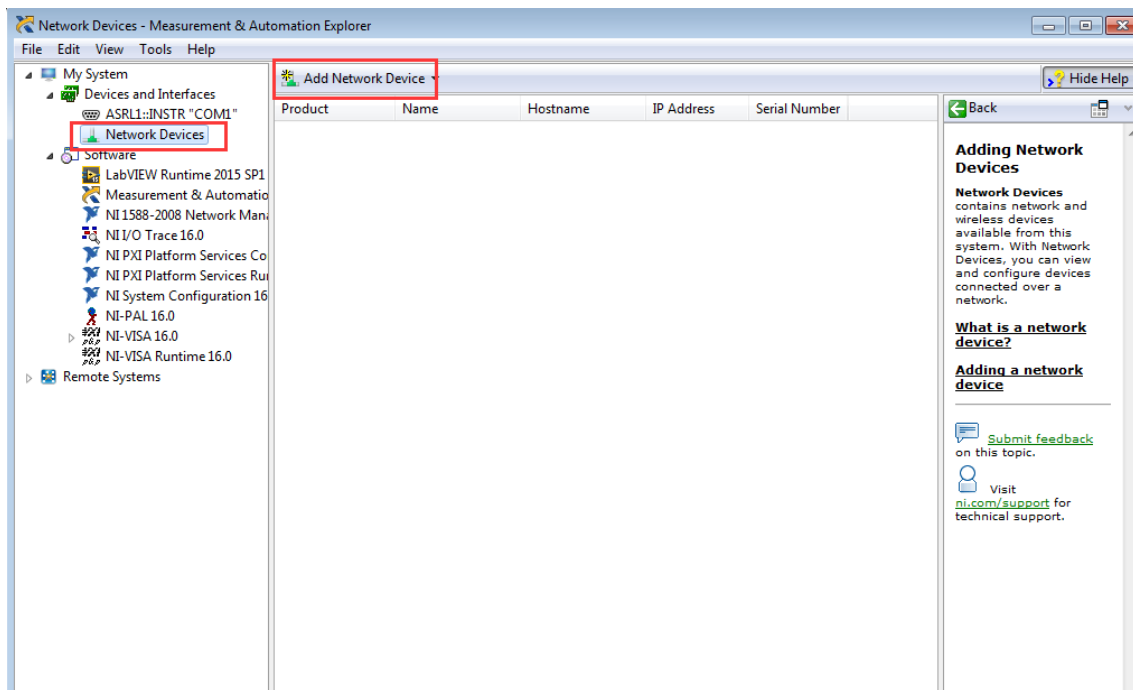 Network Devices - Measurement & Automation Explorer
File Edit View Tools Help
My System
Devices and Interfaces
ASRL1::INSTR "COM1"
Network Devices
Software
LabVIEW Runtime 2015 SP1
Measurement & Automatio
NI 1588-2008 Network Mana
NI I/O Trace 16.0
NI PXI Platform Services Co
NI PXI Platform Services Run
NI System Configuration 16
NI-PAL 16.0
NI-VISA 16.0
NI-VISA Runtime 16.0
Remote Systems
Add Network Device
Hide Help
Product Name Hostname IP Address Serial Number
Back
Adding Network
Devices
Network Devices
contains network and
wireless devices
available from this
system. With Network
Devices, you can view
and configure devices
connected over a
network.
What is a network
device?
Adding a network
device
Submit feedback
on this topic.
Visit
ni.com/support for
technical support.